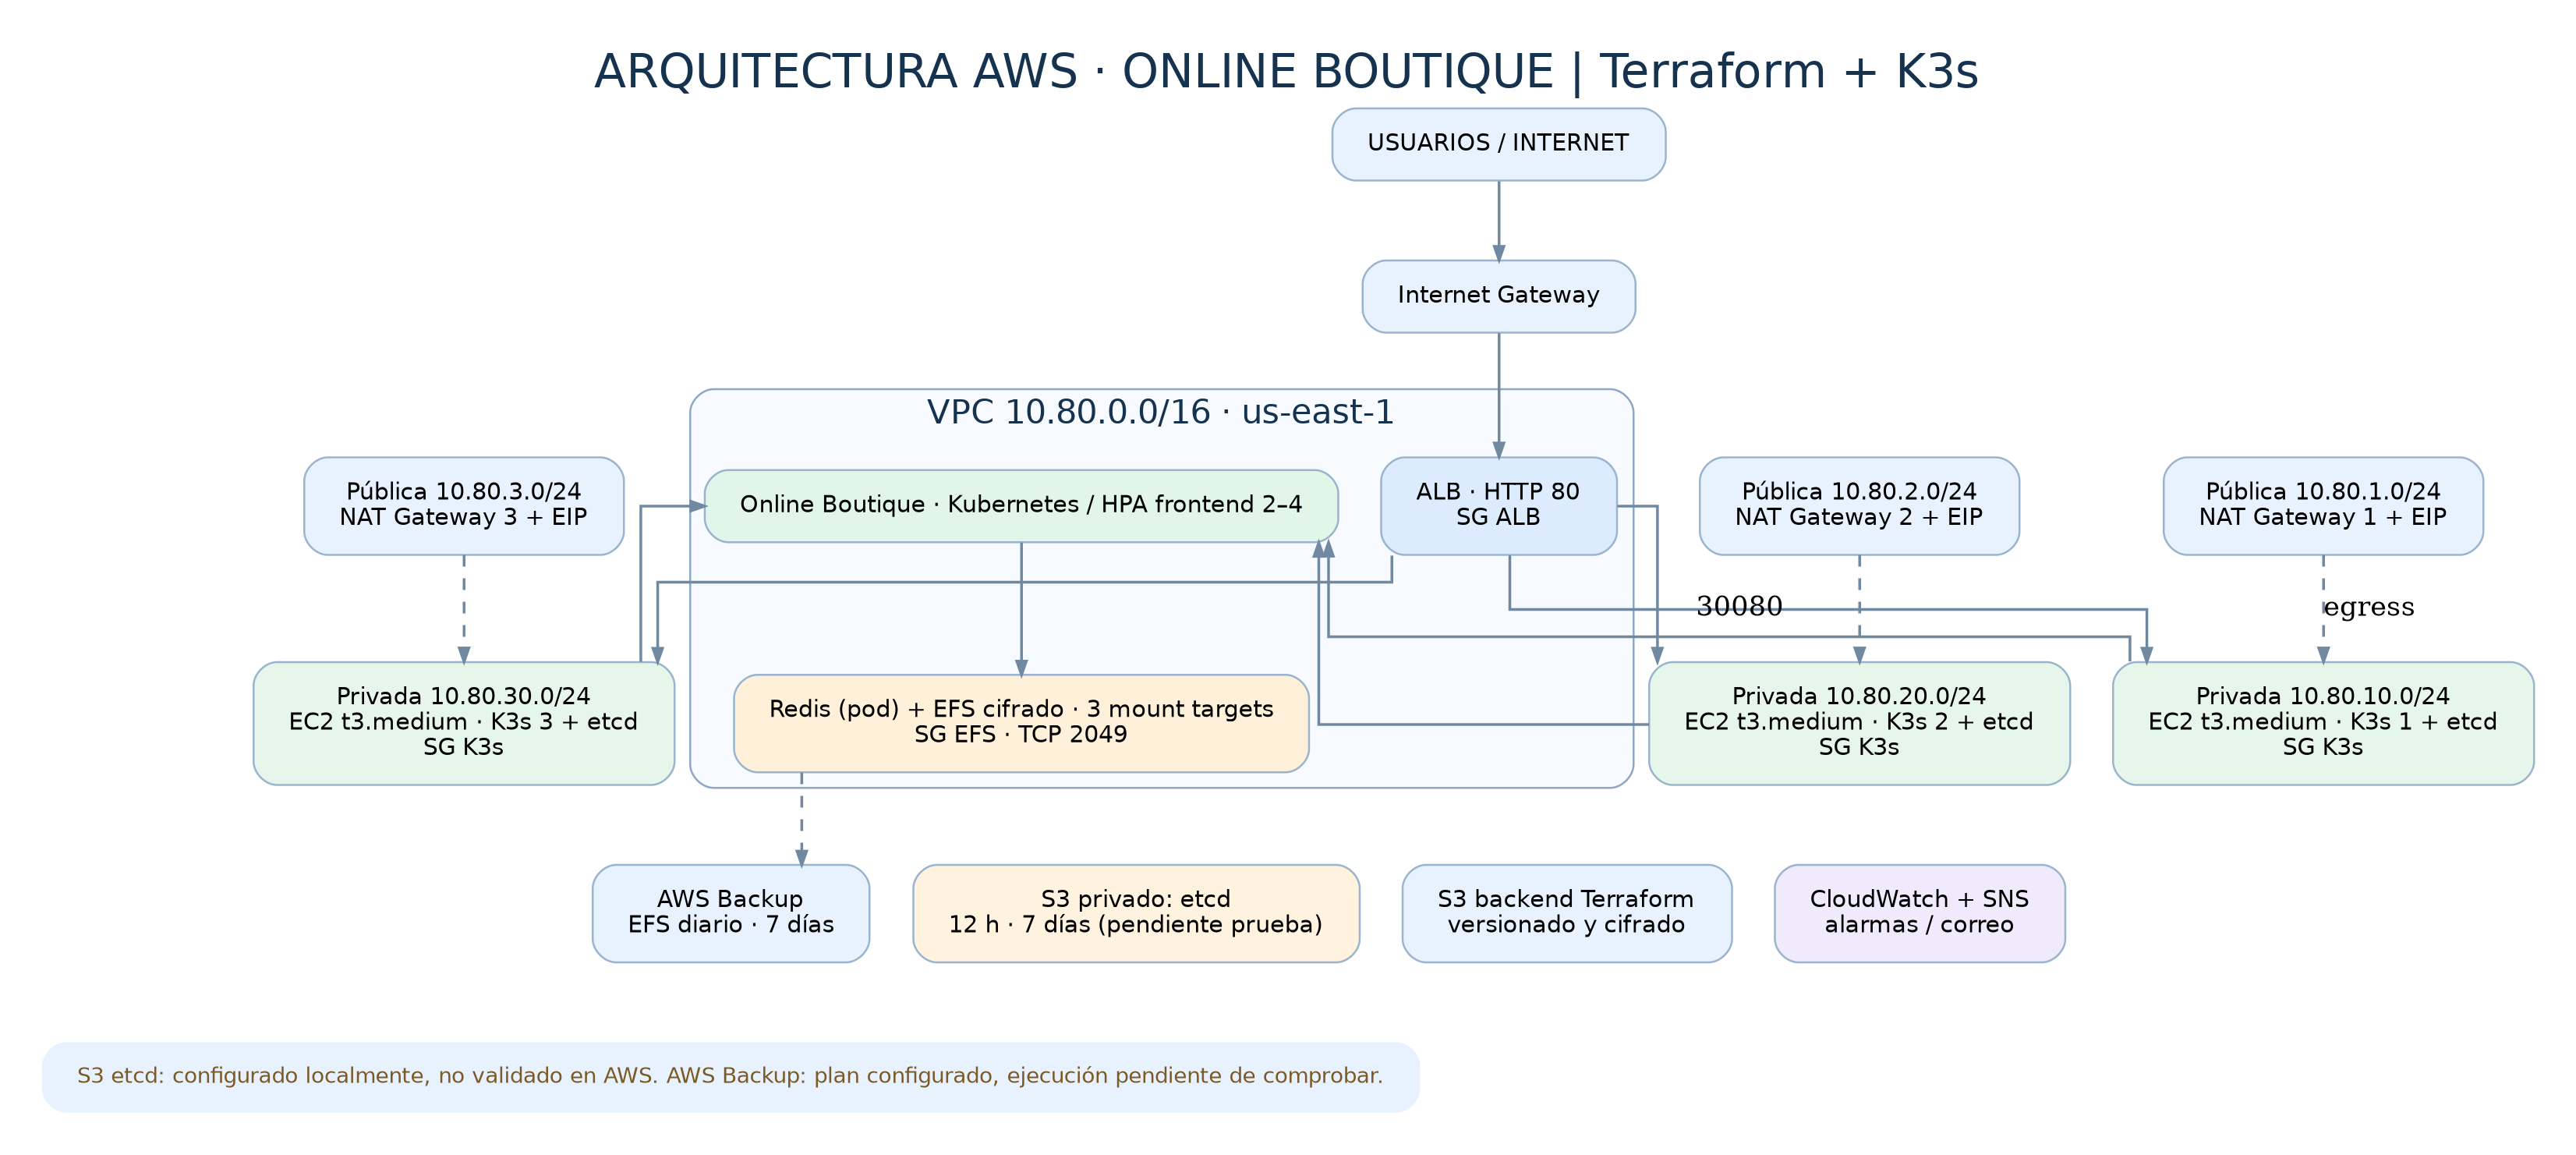 ARQUITECTURA AWS · ONLINE BOUTIQUE | Terraform + K3s
USUARIOS / INTERNET
Internet Gateway
VPC 10.80.0.0/16 · us-east-1
Pública 10.80.3.0/24
NAT Gateway 3 + EIP
Online Boutique · Kubernetes / HPA frontend 2–4
ALB · HTTP 80
SG ALB
Pública 10.80.2.0/24
NAT Gateway 2 + EIP
Pública 10.80.1.0/24
NAT Gateway 1 + EIP
30080
egress
Privada 10.80.30.0/24
EC2 t3.medium · K3s 3 + etcd
SG K3s
Redis (pod) + EFS cifrado · 3 mount targets
SG EFS · TCP 2049
Privada 10.80.20.0/24
EC2 t3.medium · K3s 2 + etcd
SG K3s
Privada 10.80.10.0/24
EC2 t3.medium · K3s 1 + etcd
SG K3s
AWS Backup
EFS diario · 7 días
S3 privado: etcd
12 h · 7 días (pendiente prueba)
S3 backend Terraform
versionado y cifrado
CloudWatch + SNS
alarmas / correo
S3 etcd: configurado localmente, no validado en AWS. AWS Backup: plan configurado, ejecución pendiente de comprobar.